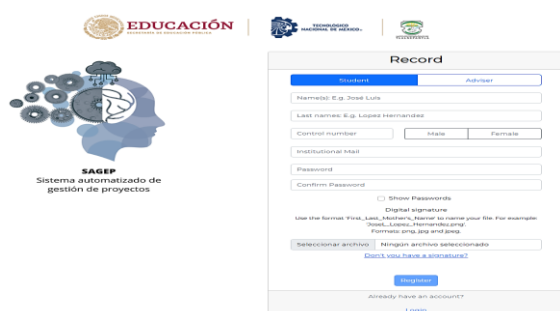 EDUCACIÓN
SECRETARÍA DE EDUCACIÓN PÚBLICA
TECNOLÓGICO
NACIONAL DE MÉXICO
SAGEP
Sistema automatizado de
gestión de proyectos
Record
Student
Adviser
Name(s): E.g. José Luis
Last names: E.g. Lopez Hernandez
Control number
Male
Female
Institutional Mail
Password
Confirm Password
Show Passwords
Digital signature
Use the format 'First_Last_Mother's_Name' to name your file. For example:
Formats: png, jpg and jpeg.
Seleccionar archivo
Ningún archivo seleccionado
Don't you have a signature?
Register
Already have an account?
Login